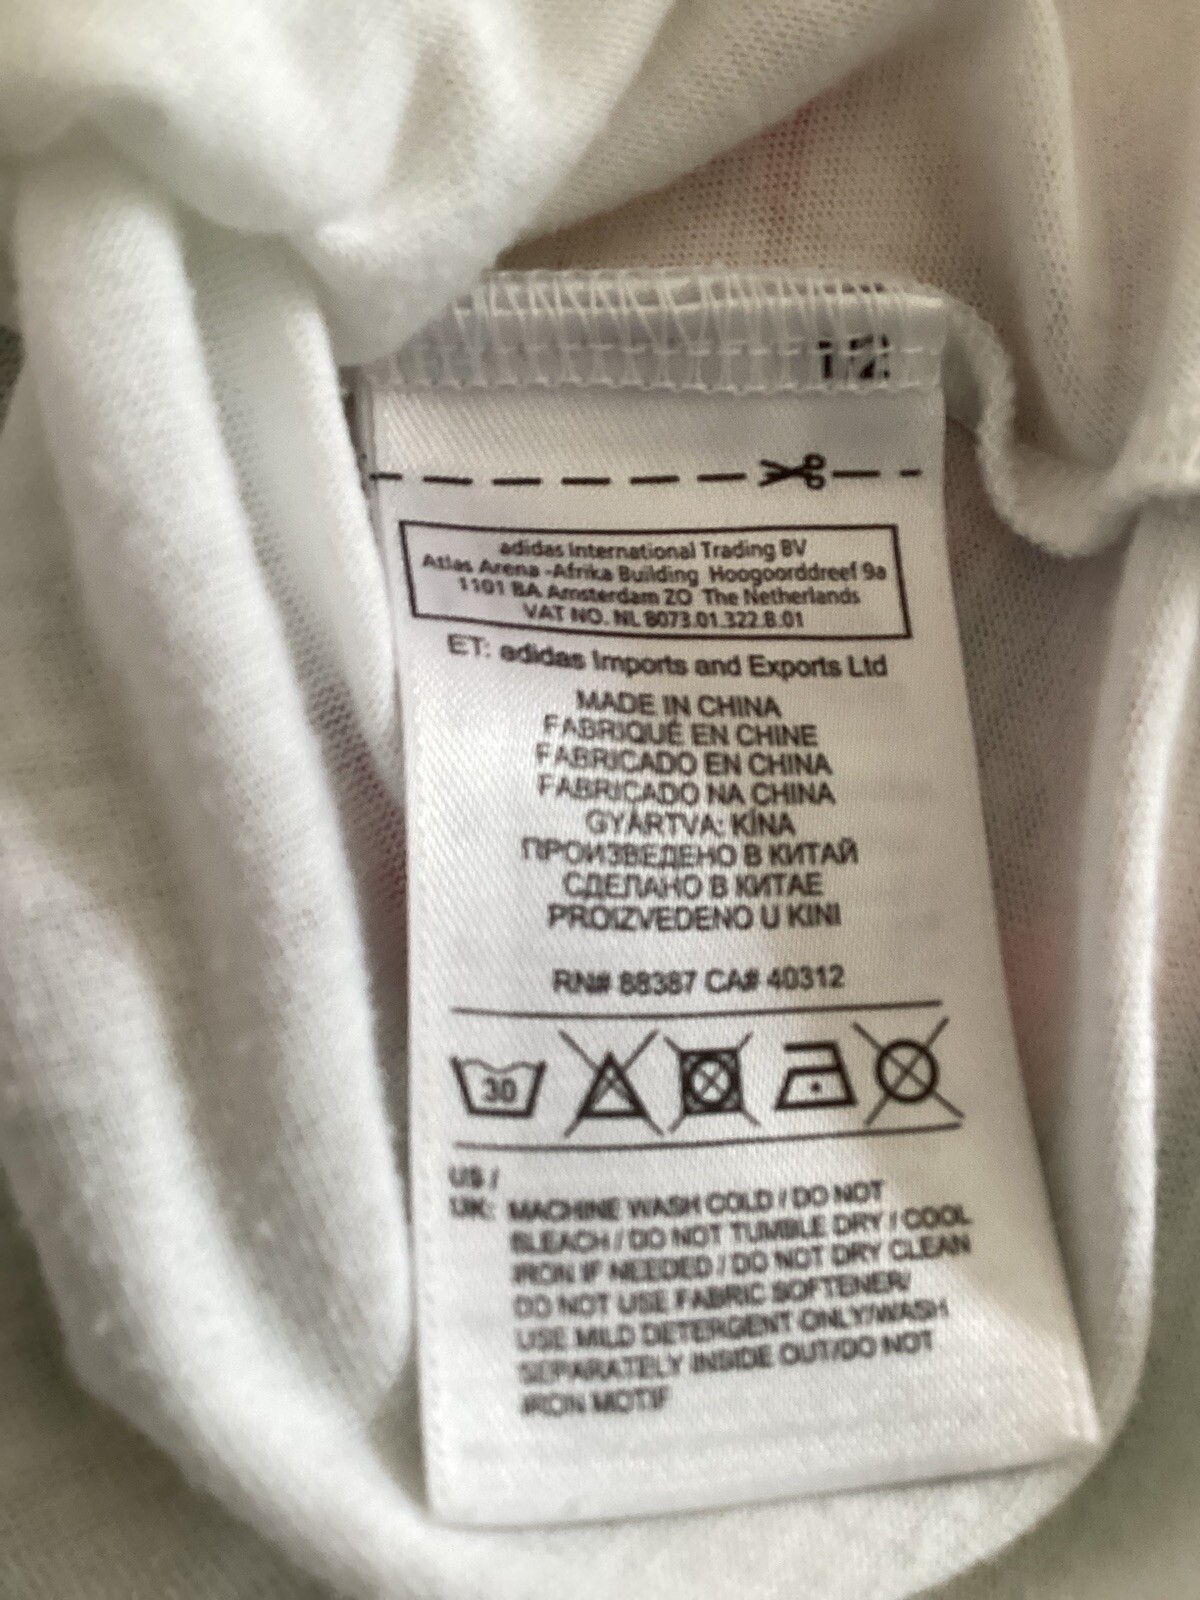 12
adidas International Trading BV
Atlas Arena -Afrika Building Hoogoorddreef 9a
1101 BA Amsterdam ZO The Netherlands
VAT NO. NL 8073.01.322.B.01
ET: adidas Imports and Exports Ltd
MADE IN CHINA
FABRIQUÉ EN CHINE
FABRICADO EN CHINA
FABRICADO NA CHINA
GYÁRTVA: KÍNA
ПРОИЗВЕДЕНО В КИТАЙ
СДЕЛАНО В КИТАЕ
PROIZVEDENO U KINI
RN# 88387 CA# 40312
30
US /
UK: MACHINE WASH COLD / DO NOT
BLEACH / DO NOT TUMBLE DRY / COOL
IRON IF NEEDED / DO NOT DRY CLEAN
DO NOT USE FABRIC SOFTENER/
USE MILD DETERGENT ONLY/WASH
SEPARATELY INSIDE OUT/DO NOT
IRON MOTIF